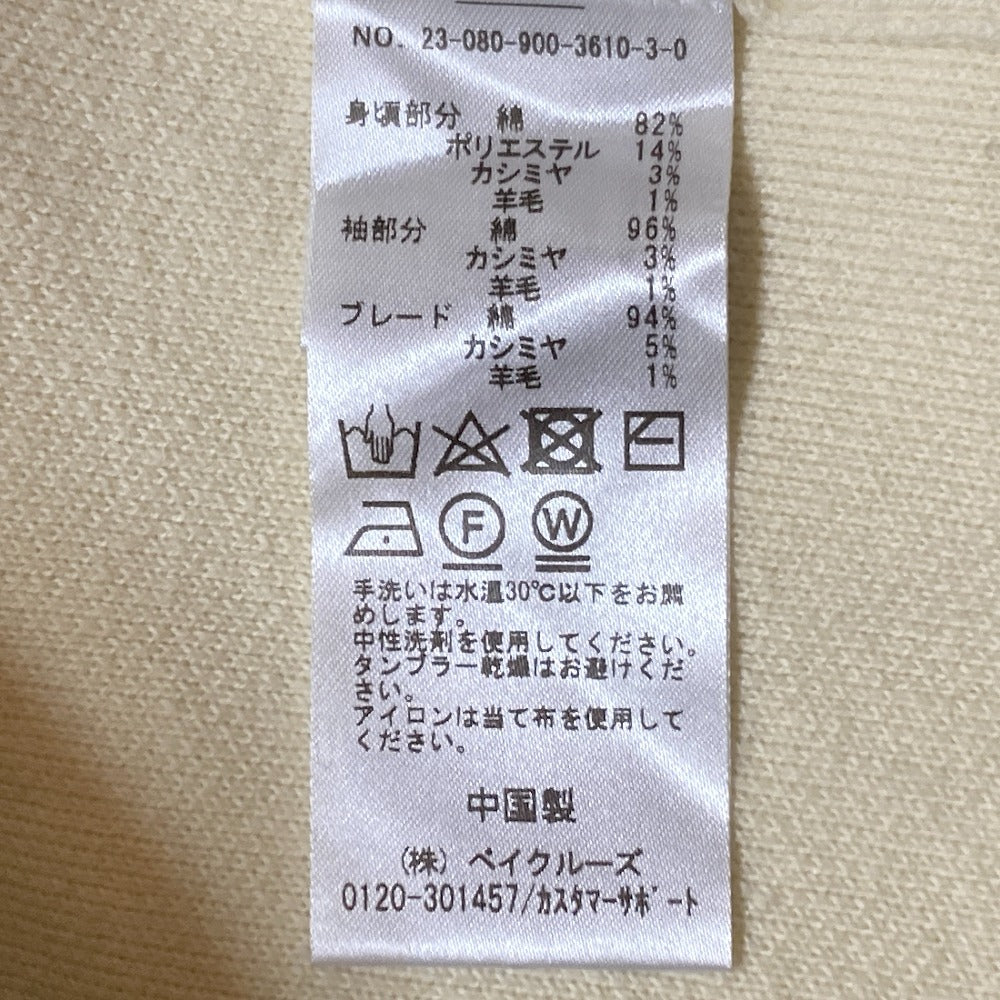 NO. 23-080-900-3610-3-0
身頃部分 綿 82%
ポリエステル 14%
カシミヤ 3%
羊毛 1%
袖部分 綿 96%
カシミヤ 3%
羊毛 1%
ブレード 綿 94%
カシミヤ 5%
羊毛 1%
F W
手洗いは水温30℃以下をお勧
めします。
中性洗剤を使用してください。
タンブラー乾燥はお避けくだ
さい。
アイロンは当て布を使用して
ください。
中国製
(株) ベイクルーズ
0120-301457/カスタマーサポート